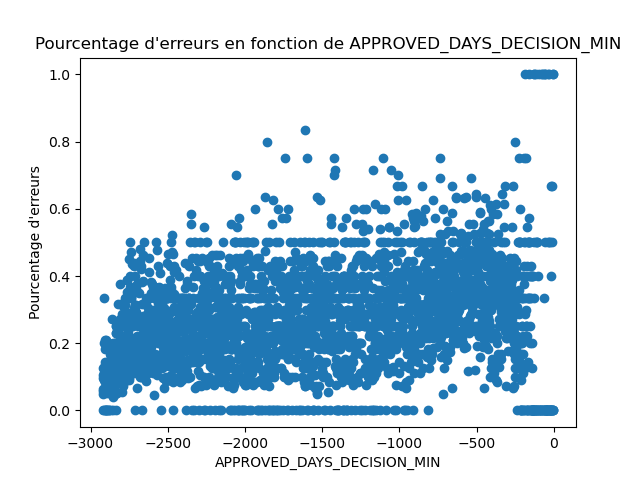 Pourcentage d'erreurs en fonction de APPROVED_DAYS_DECISION_MIN
1.0
0.8
0.6
0.4
0.2
0.0
Pourcentage d'erreurs
−3000 −2500 −2000 −1500 −1000 −500 0
APPROVED_DAYS_DECISION_MIN